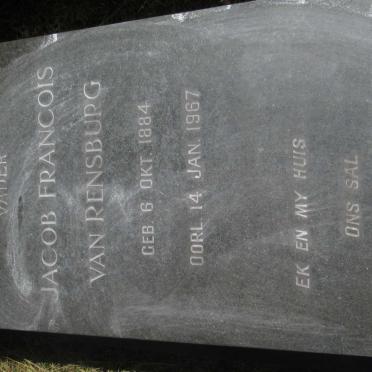 VADER
JACOB FRANCOIS
VAN RENSBURG
GEB 6 OKT. 1884
OORL. 14 JAN. 1967
EK EN MY HUIS
ONS SAL